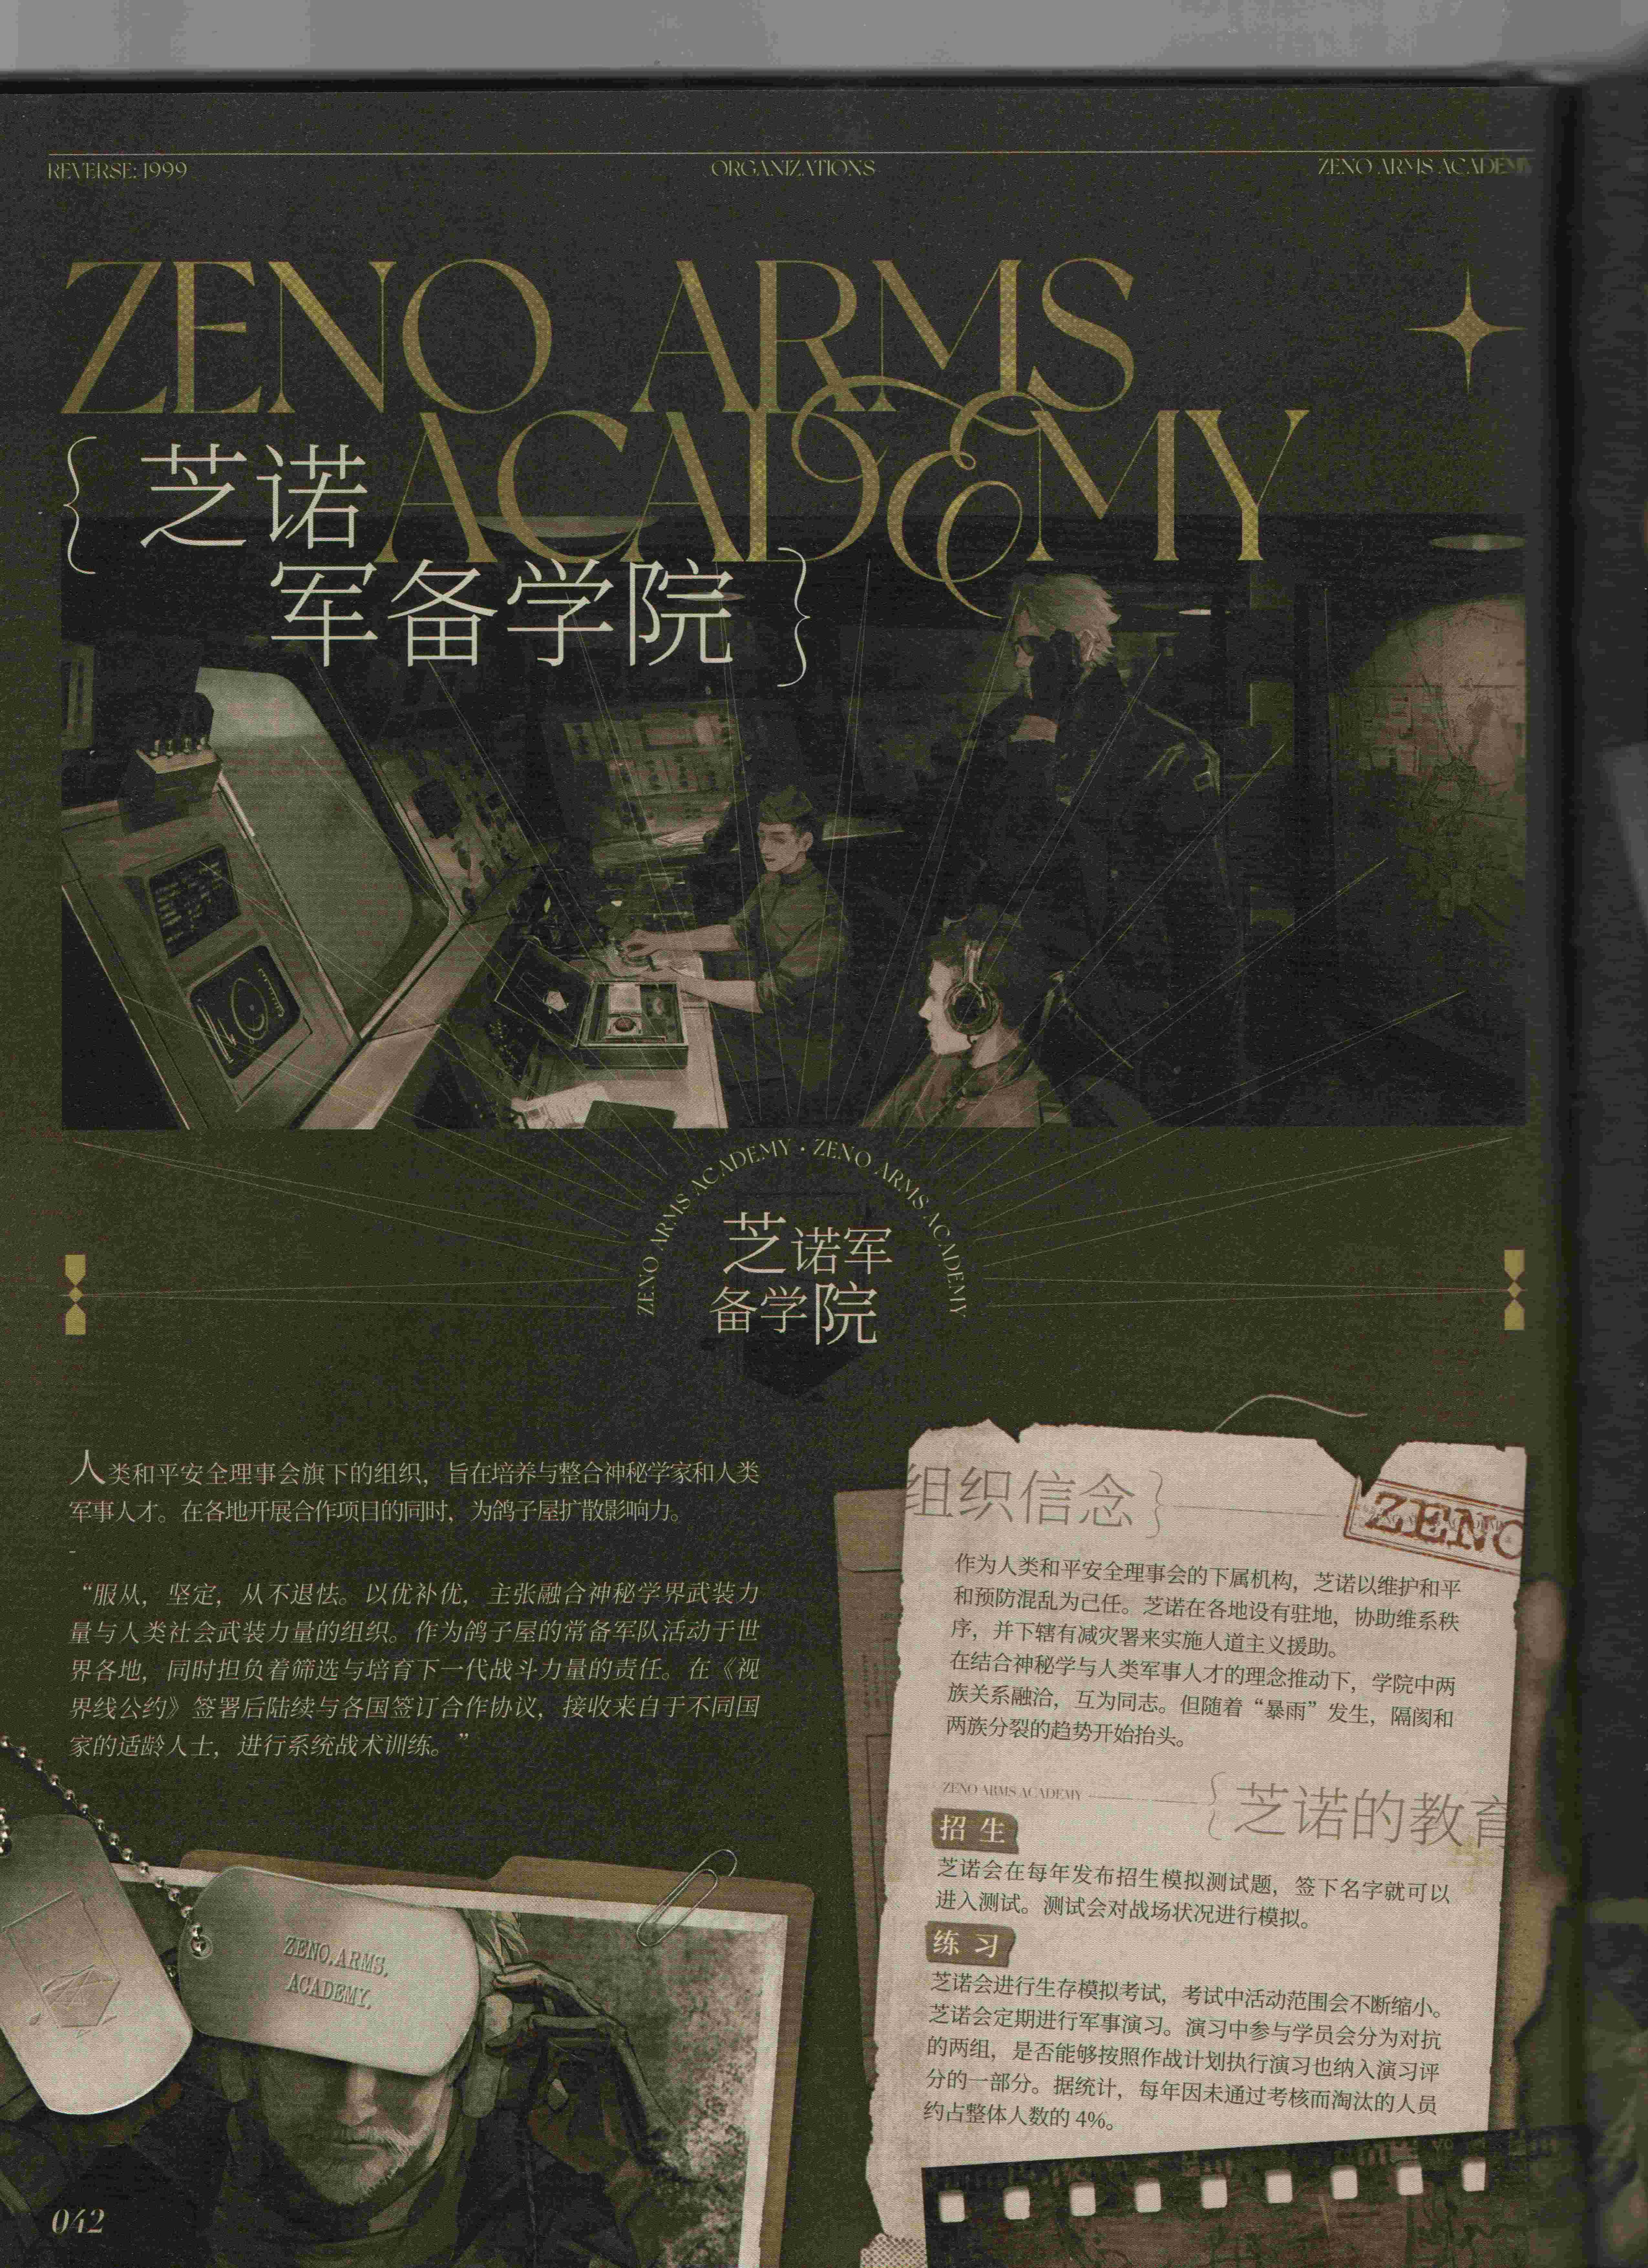 REVERSE: 1999
ORGANIZATIONS
ZENO ARMS ACADEMY
ZENO ARMS
ACADEMY
{芝诺
军备学院}
ZENO ARMS ACADEMY · ZENO ARMS ACADEMY
芝诺军
备学院
人类和平安全理事会旗下的组织，旨在培养与整合神秘学家和人类
军事人才。在各地开展合作项目的同时，为鸽子屋扩散影响力。
“服从，坚定，从不退怯。以优补优，主张融合神秘学界武装力
量与人类社会武装力量的组织。作为鸽子屋的常备军队活动于世
界各地，同时担负着筛选与培育下一代战斗力量的责任。在《视
界线公约》签署后陆续与各国签订合作协议，接收来自于不同国
家的适龄人士，进行系统战术训练。”
组织信念}
ZENO
作为人类和平安全理事会的下属机构，芝诺以维护和平
和预防混乱为己任。芝诺在各地设有驻地，协助维系秩
序，并下辖有减灾署来实施人道主义援助。
在结合神秘学与人类军事人才的理念推动下，学院中两
族关系融洽，互为同志。但随着“暴雨”发生，隔阂和
两族分裂的趋势开始抬头。
ZENO ARMS ACADEMY
{芝诺的教育
招生
芝诺会在每年发布招生模拟测试题，签下名字就可以
进入测试。测试会对战场状况进行模拟。
练习
芝诺会进行生存模拟考试，考试中活动范围会不断缩小。
芝诺会定期进行军事演习。演习中参与学员会分为对抗
的两组，是否能够按照作战计划执行演习也纳入演习评
分的一部分。据统计，每年因未通过考核而淘汰的人员
约占整体人数的 4%。
ZENO.ARMS.
ACADEMY.
042